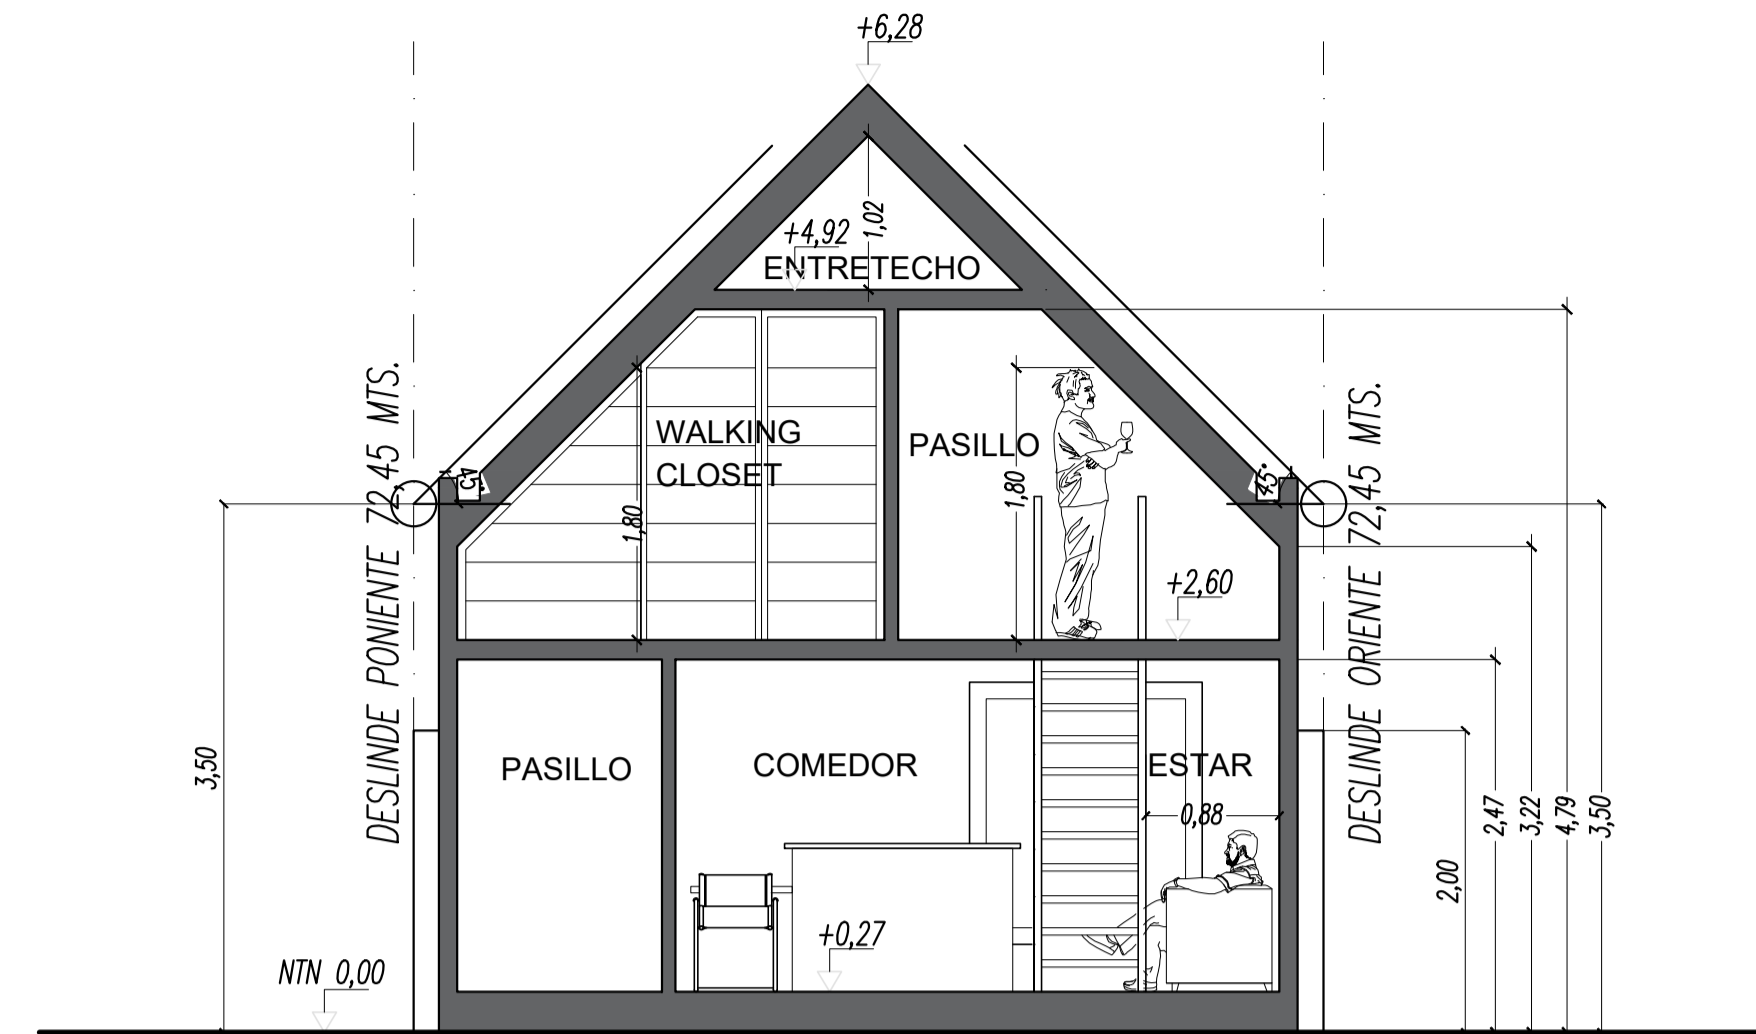 +6,28
+4,92
1,02
ENTRETECHO
DESLINDE PONIENTE 72,45 MTS.
WALKING
CLOSET
1,80
PASILLO
1,80
45°
45°
+2,60
DESLINDE ORIENTE 72,45 MTS.
3,50
PASILLO
COMEDOR
ESTAR
0,88
2,00
2,47
3,22
4,79
3,50
+0,27
NTN 0,00